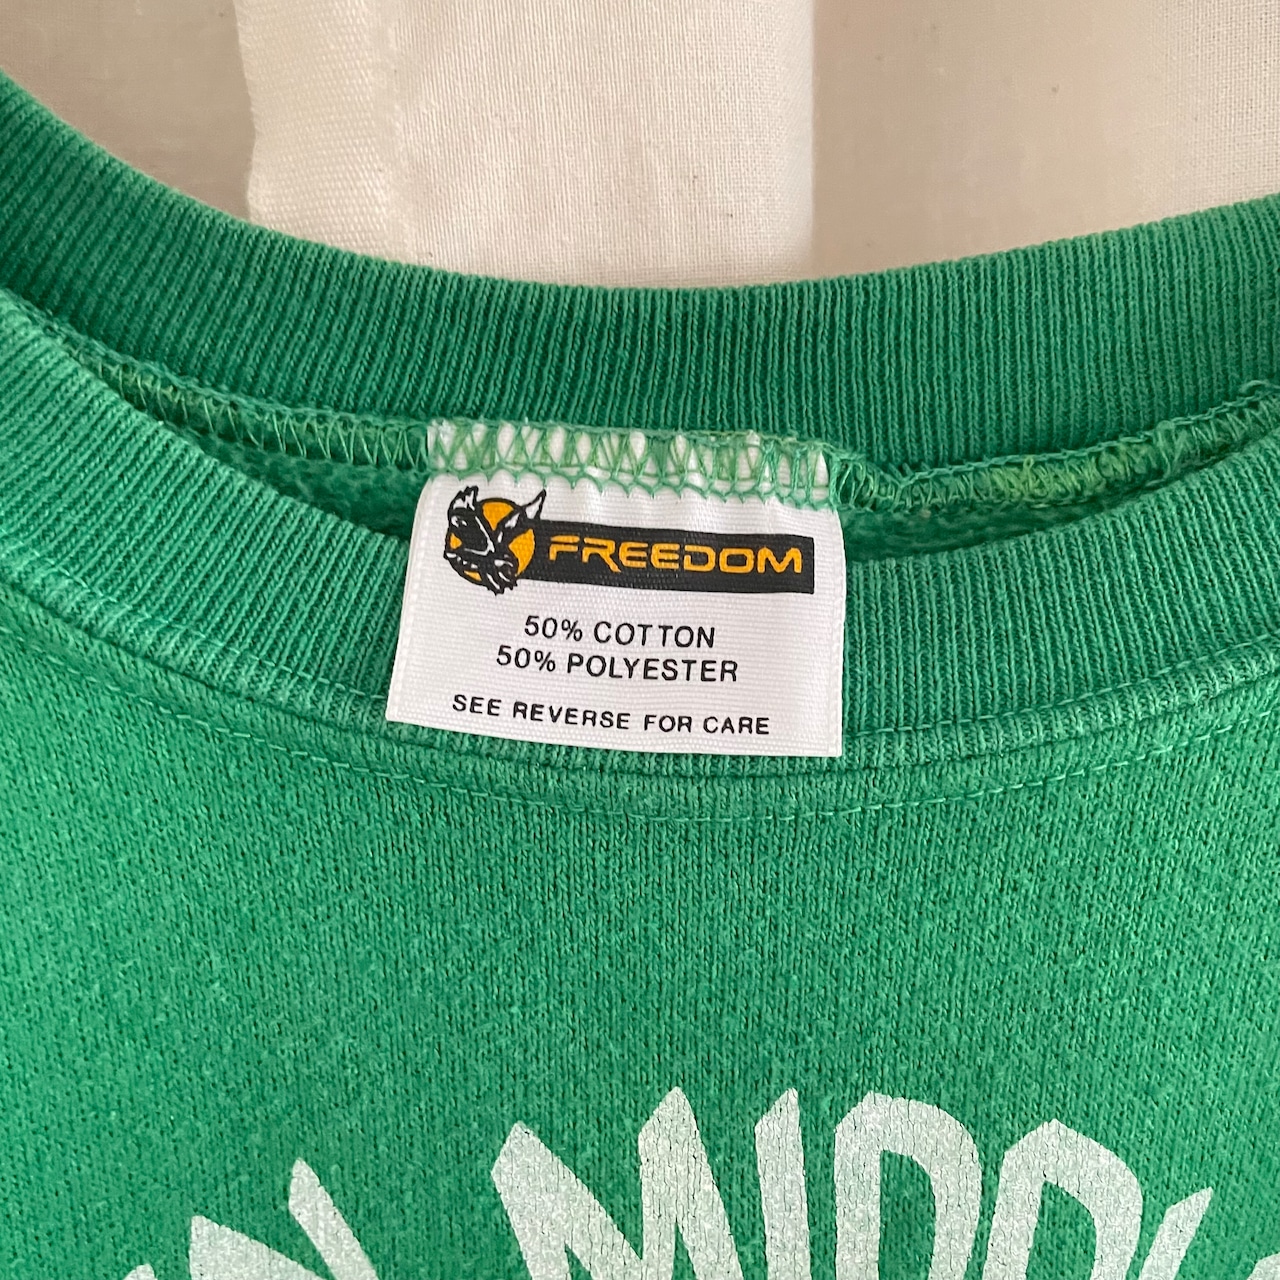 FREEDOM
50% COTTON
50% POLYESTER
SEE REVERSE FOR CARE